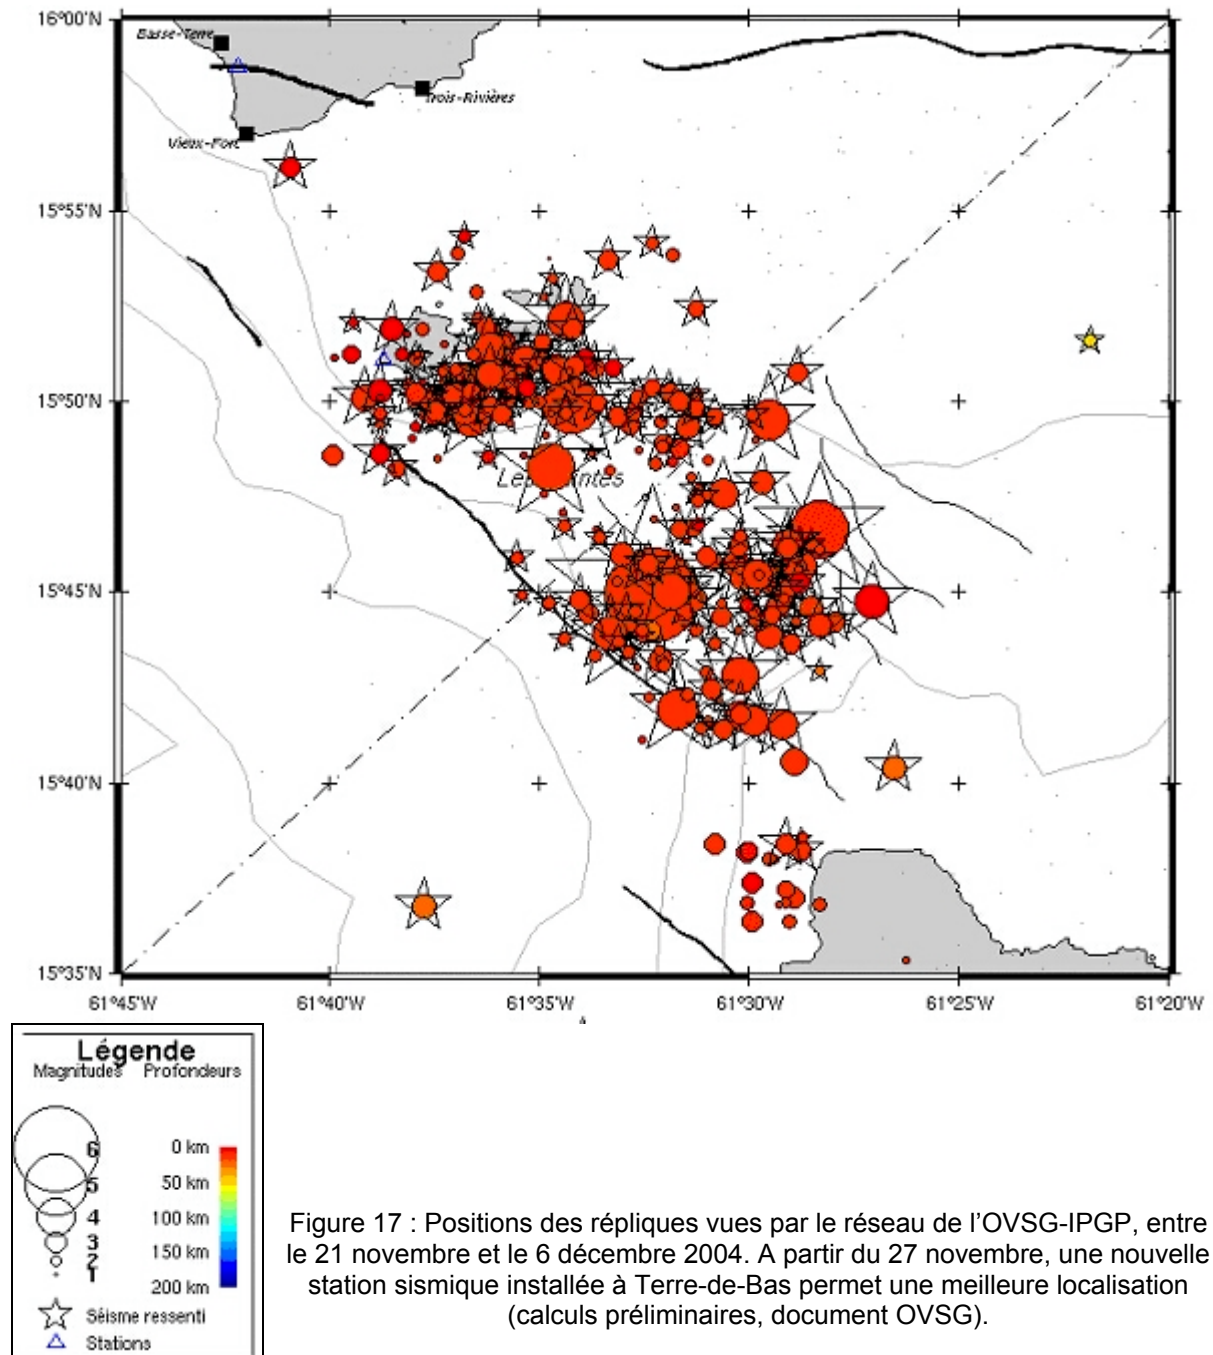 16°00'N
Basse-Terre
Trois-Rivières
Vieux-Fort
15°55'N
15°50'N
15°45'N
15°40'N
15°35'N
61°45'W
61°40'W
61°35'W
61°30'W
61°25'W
61°20'W
Légende
Magnitudes Profondeurs
6
5
4
3
2
1
0 km
50 km
100 km
150 km
200 km
Séisme ressenti
Stations
Figure 17 : Positions des répliques vues par le réseau de l'OVSG-IPGP, entre
le 21 novembre et le 6 décembre 2004. A partir du 27 novembre, une nouvelle
station sismique installée à Terre-de-Bas permet une meilleure localisation
(calculs préliminaires, document OVSG).